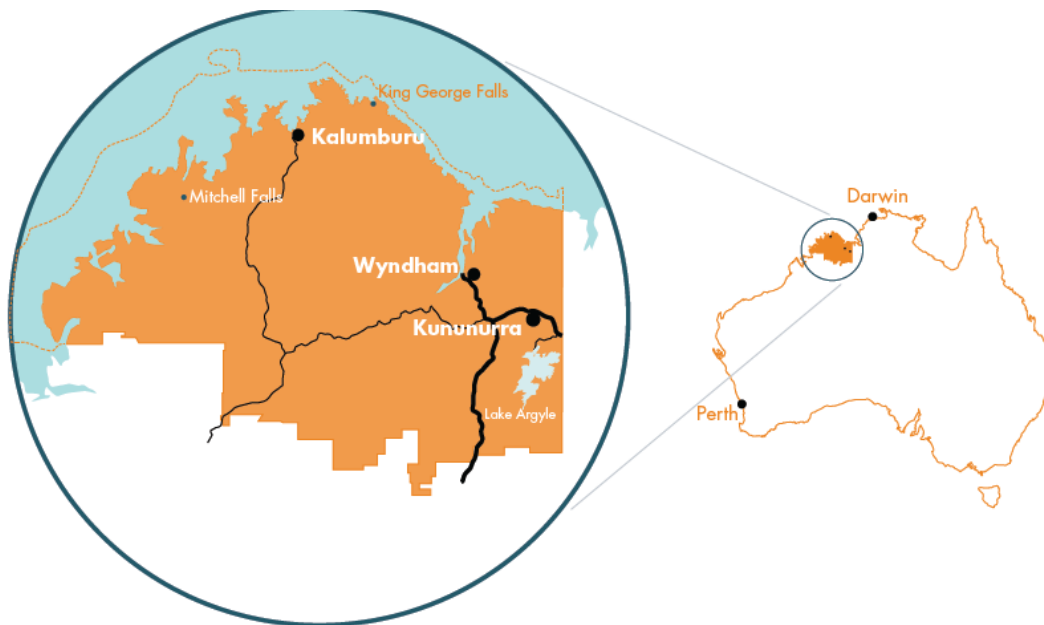 King George Falls
Kalumburu
Mitchell Falls
Darwin
Wyndham
Kununurra
Lake Argyle
Perth